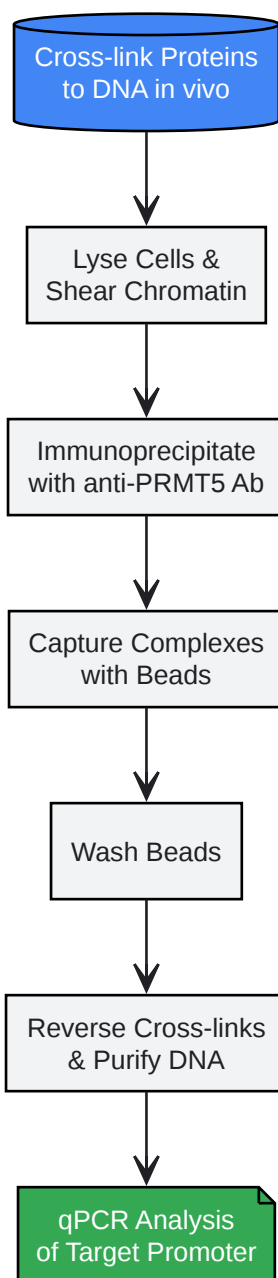 Cross-link Proteins
to DNA in vivo
Lyse Cells &
Shear Chromatin
Immunoprecipitate
with anti-PRMT5 Ab
Capture Complexes
with Beads
Wash Beads
Reverse Cross-links
& Purify DNA
qPCR Analysis
of Target Promoter